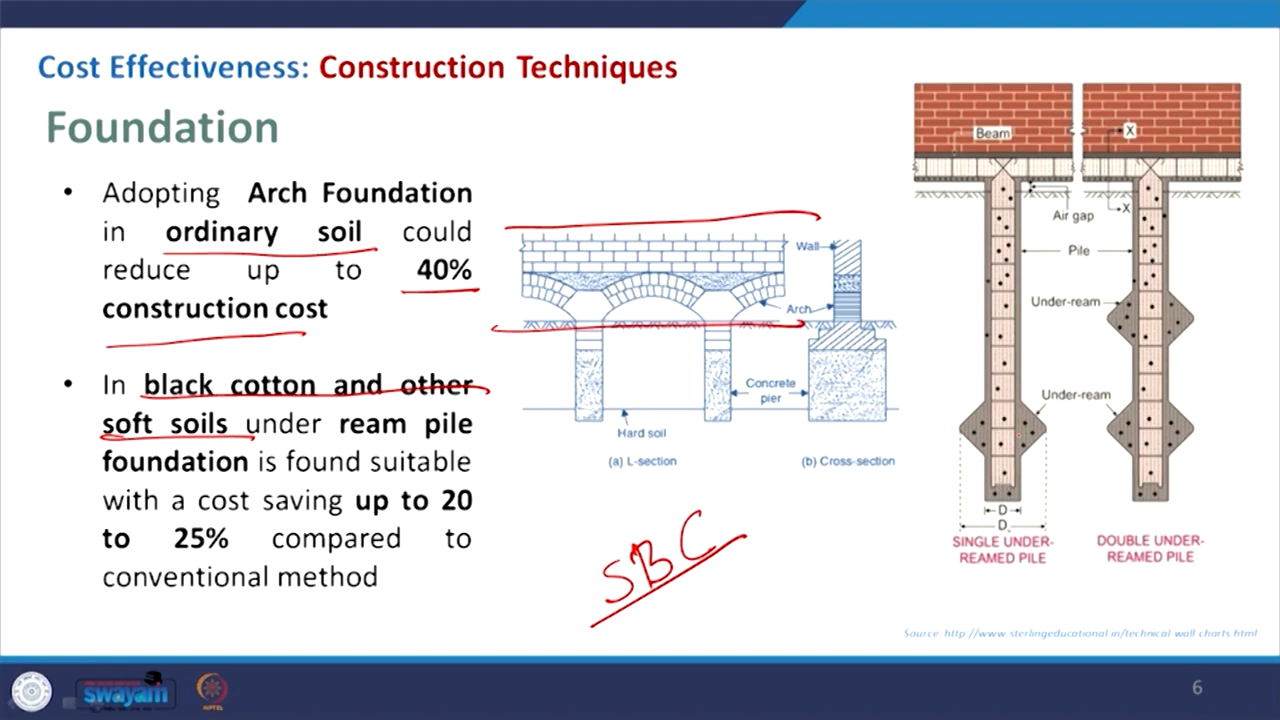 Cost Effectiveness: Construction Techniques
Foundation
• Adopting Arch Foundation
in ordinary soil could
reduce up to 40%
construction cost
• In black cotton and other
soft soils under ream pile
foundation is found suitable
with a cost saving up to 20
to 25% compared to
conventional method
Wall
Arch
Concrete
pier
Hard soil
(a) L-section
(b) Cross-section
SBC
Beam
X
X
Air gap
Pile
Under-ream
Under-ream
D
D
SINGLE UNDER-
REAMED PILE
DOUBLE UNDER-
REAMED PILE
Source http://www.sterlingeducational.in/technical wall charts.html
swayam
NPTEL
6